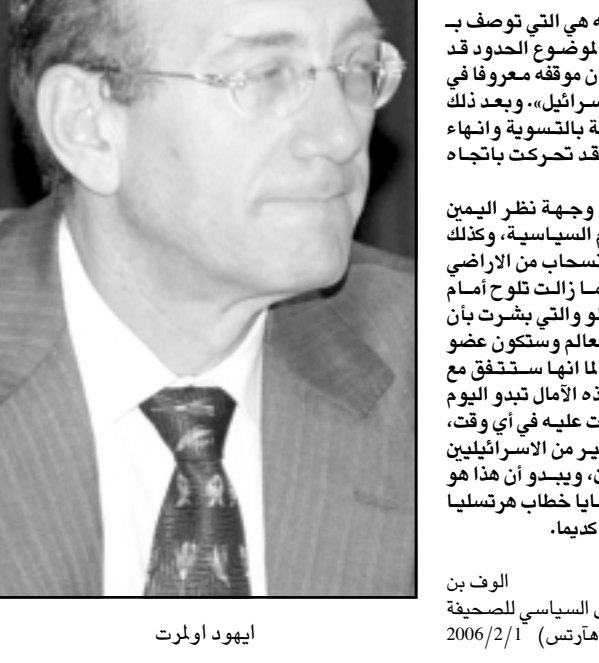 ه هي التي توصف بـ
لموضوع الحدود قد
ن موقفه معروفا في
سرائيل». وبعد ذلك
ة بالتسوية وانهاء
قد تحركت باتجاه
وجهة نظر اليمين
م السياسية، وكذلك
نسحاب من الاراضي
ما زالت تلوح أمام
لو والتي بشرت بأن
لعالم وستكون عضو
لما انها ستتفق مع
ذه الآمال تبدو اليوم
ت عليه في أي وقت،
ير من الاسرائيليين
ن، ويبدو أن هذا هو
ايا خطاب هرتسليا
كديما.
الوف بن
ي السياسي للصحيفة
هآرتس) 2006/2/1
ايهود اولمرت